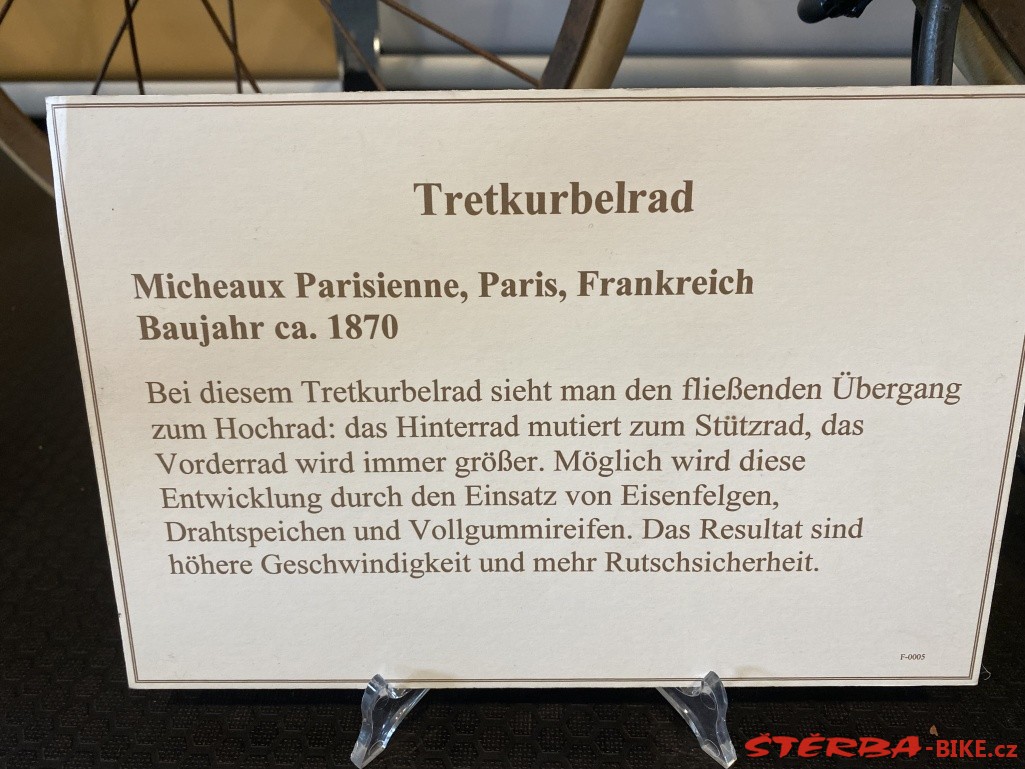 Tretkurbelrad
Micheaux Parisienne, Paris, Frankreich
Baujahr ca. 1870
Bei diesem Tretkurbelrad sieht man den fließenden Übergang
zum Hochrad: das Hinterrad mutiert zum Stützrad, das
Vorderrad wird immer größer. Möglich wird diese
Entwicklung durch den Einsatz von Eisenfelgen,
Drahtspeichen und Vollgummireifen. Das Resultat sind
höhere Geschwindigkeit und mehr Rutschsicherheit.
F-0005
ŠTĚRBA-BIKE.cz